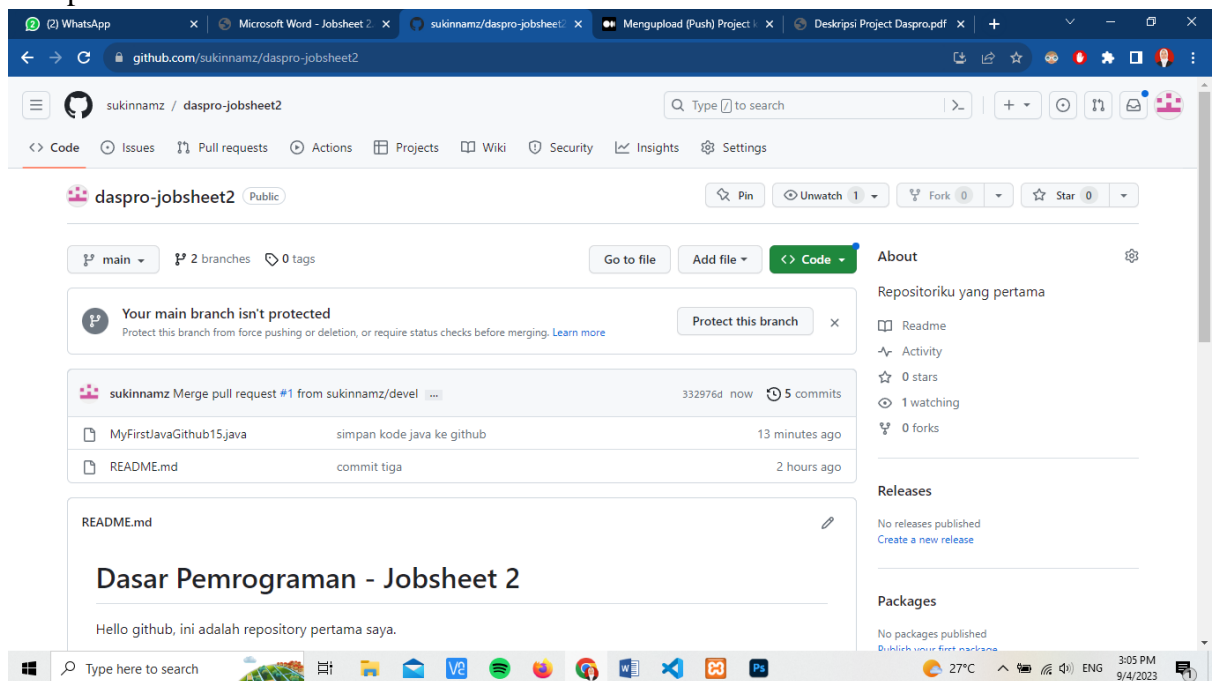 (2) WhatsApp
Microsoft Word - Jobsheet 2.
sukinnamz/daspro-jobsheet2
Mengupload (Push) Project k
Deskripsi Project Daspro.pdf
github.com/sukinnamz/daspro-jobsheet2
sukinnamz / daspro-jobsheet2
Type / to search
Code Issues Pull requests Actions Projects Wiki Security Insights Settings
daspro-jobsheet2 Public
Pin Unwatch 1 Fork 0 Star 0
main 2 branches 0 tags
Go to file Add file Code
Your main branch isn't protected
Protect this branch from force pushing or deletion, or require status checks before merging. Learn more
Protect this branch
sukinnamz Merge pull request #1 from sukinnamz/devel ... 332976d now 5 commits
MyFirstJavaGithub15.java simpan kode java ke github 13 minutes ago
README.md commit tiga 2 hours ago
README.md
Dasar Pemrograman - Jobsheet 2
Hello github, ini adalah repository pertama saya.
About
Repositoriku yang pertama
Readme
Activity
0 stars
1 watching
0 forks
Releases
No releases published
Create a new release
Packages
No packages published
Publish your first package
Type here to search
27°C
ENG
3:05 PM
9/4/2023